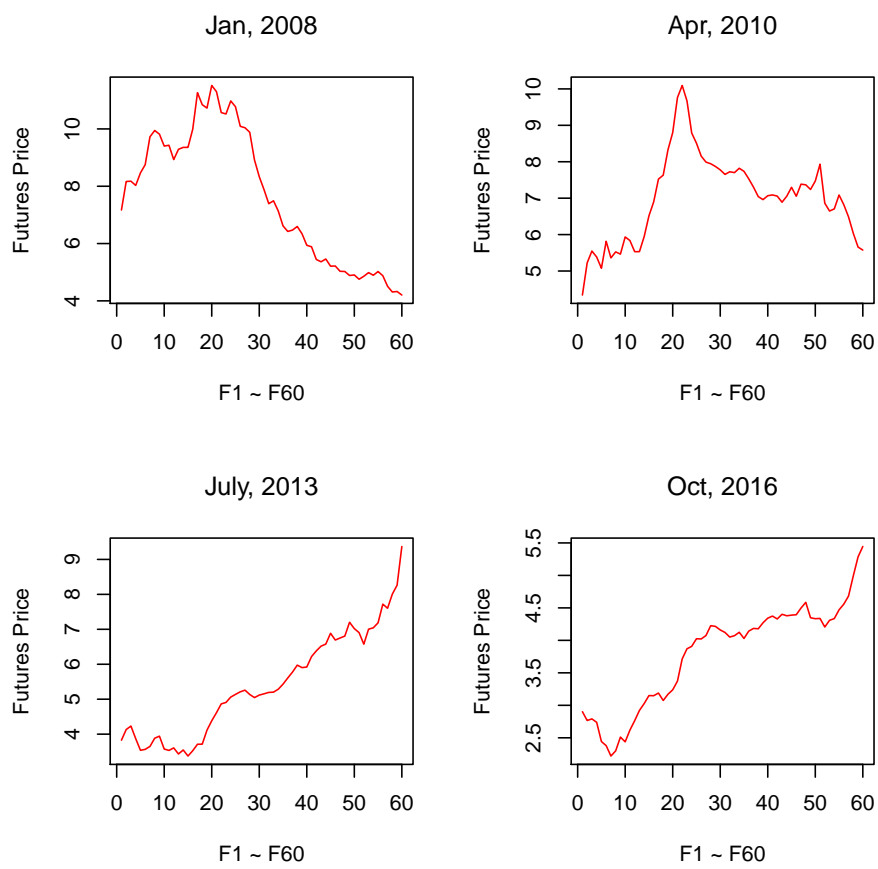 Jan, 2008
Futures Price
4 6 8 10
0 10 20 30 40 50 60
F1 ~ F60
Apr, 2010
Futures Price
5 6 7 8 9 10
0 10 20 30 40 50 60
F1 ~ F60
July, 2013
Futures Price
4 5 6 7 8 9
0 10 20 30 40 50 60
F1 ~ F60
Oct, 2016
Futures Price
2.5 3.5 4.5 5.5
0 10 20 30 40 50 60
F1 ~ F60